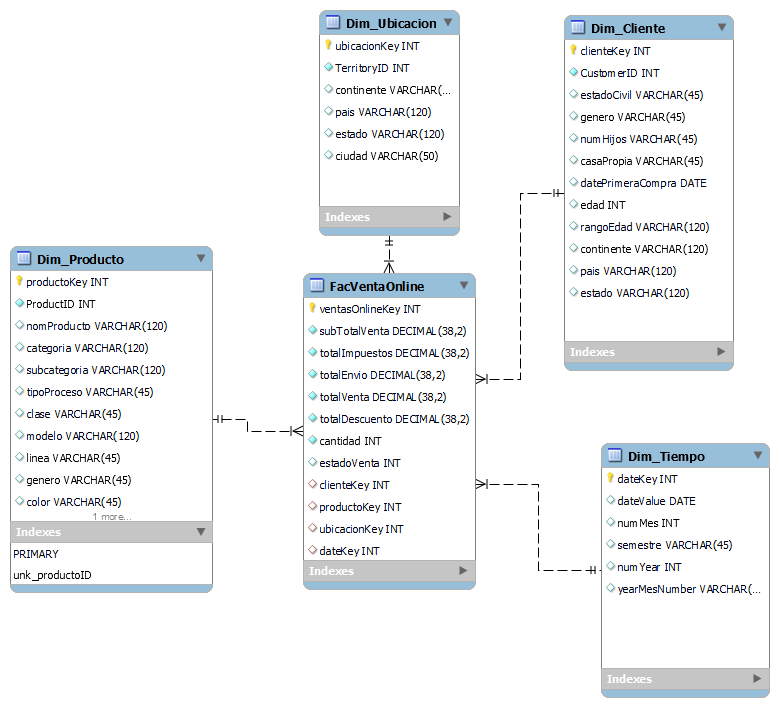 Dim_Ubicacion
ubicacionKey INT
TerritoryID INT
continente VARCHAR(...
pais VARCHAR(120)
estado VARCHAR(120)
ciudad VARCHAR(50)
Indexes
Dim_Cliente
clienteKey INT
CustomerID INT
estadoCivil VARCHAR(45)
genero VARCHAR(45)
numHijos VARCHAR(45)
casaPropia VARCHAR(45)
datePrimeraCompra DATE
edad INT
rangoEdad VARCHAR(120)
continente VARCHAR(120)
pais VARCHAR(120)
estado VARCHAR(120)
Indexes
Dim_Producto
productoKey INT
ProductID INT
nomProducto VARCHAR(120)
categoria VARCHAR(120)
subcategoria VARCHAR(120)
tipoProceso VARCHAR(45)
clase VARCHAR(45)
modelo VARCHAR(120)
linea VARCHAR(45)
genero VARCHAR(45)
color VARCHAR(45)
1 more...
Indexes
PRIMARY
unk_productoID
FacVentaOnline
ventasOnlineKey INT
subTotalVenta DECIMAL(38,2)
totalImpuestos DECIMAL(38,2)
totalEnvio DECIMAL(38,2)
totalVenta DECIMAL(38,2)
totalDescuento DECIMAL(38,2)
cantidad INT
estadoVenta INT
clienteKey INT
productoKey INT
ubicacionKey INT
dateKey INT
Indexes
Dim_Tiempo
dateKey INT
dateValue DATE
numMes INT
semestre VARCHAR(45)
numYear INT
yearMesNumber VARCHAR(...
Indexes